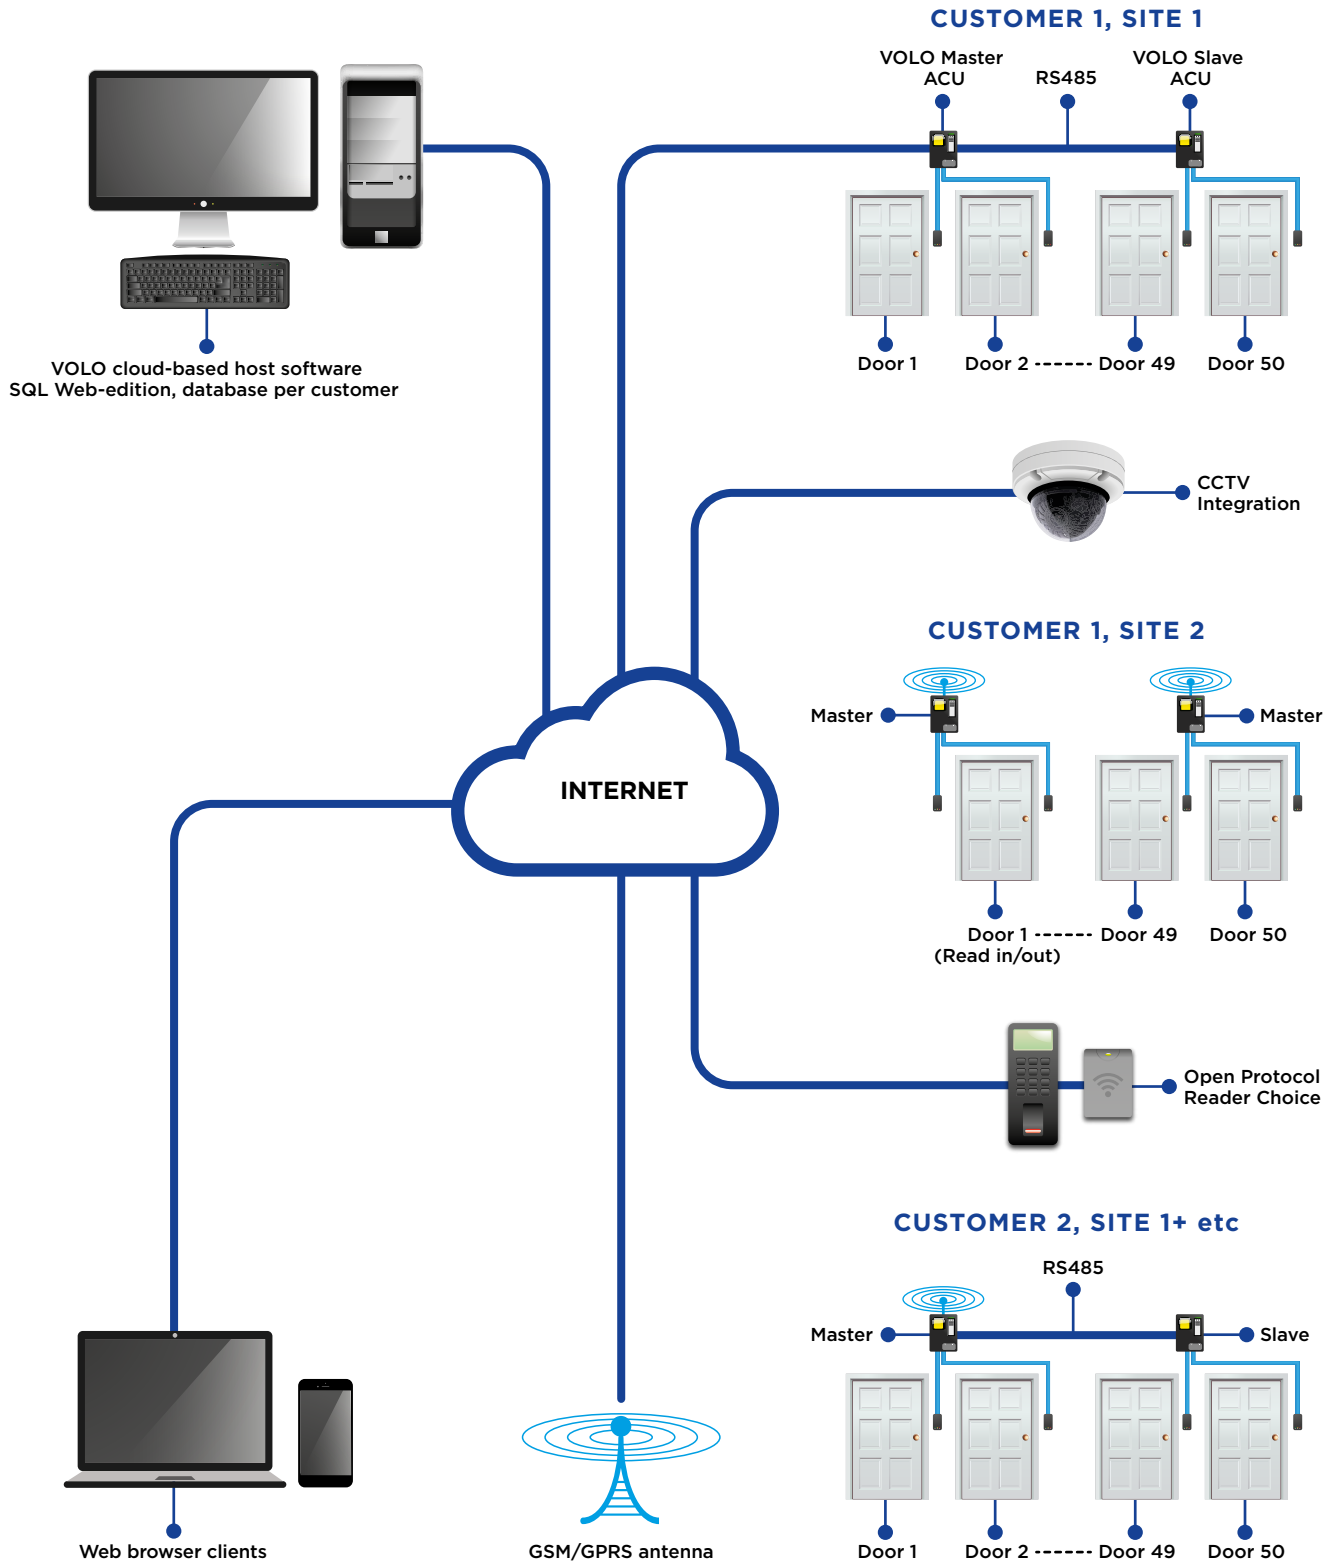 CUSTOMER 1, SITE 1
VOLO Master
ACU
RS485
VOLO Slave
ACU
Door 1
Door 2 ------ Door 49
Door 50
VOLO cloud-based host software
SQL Web-edition, database per customer
CCTV
Integration
CUSTOMER 1, SITE 2
Master
Master
INTERNET
Door 1 ------ Door 49
(Read in/out)
Door 50
Open Protocol
Reader Choice
CUSTOMER 2, SITE 1+ etc
RS485
Master
Slave
Door 1
Door 2 ------ Door 49
Door 50
Web browser clients
GSM/GPRS antenna